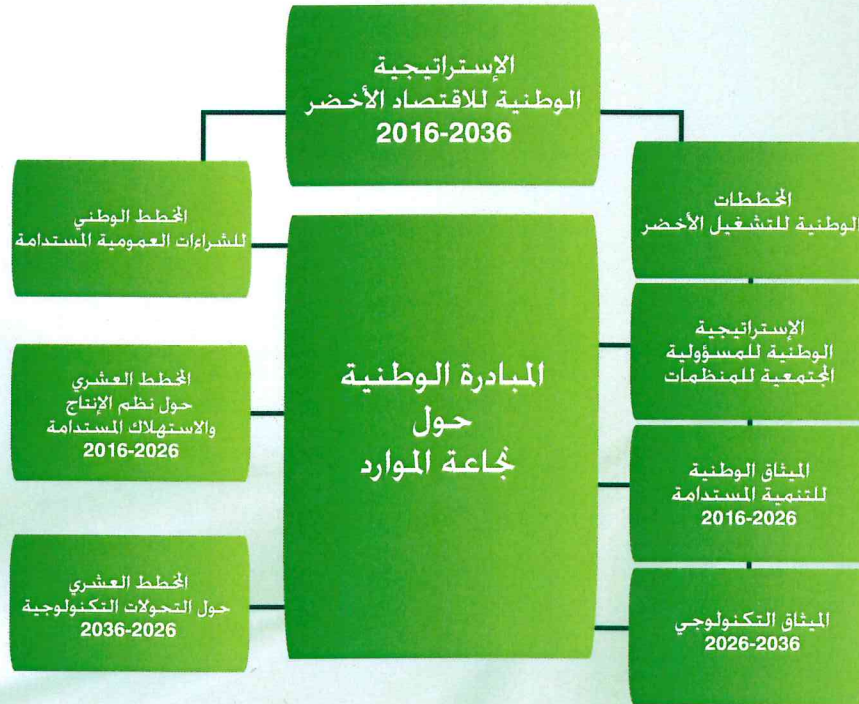 الإستراتيجية
الوطنية للاقتصاد الأخضر
2016-2036
المخططات
الوطنية للتشغيل الأخضر
المخطط الوطني
للشراءات العمومية المستدامة
المبادرة الوطنية
حول
نجاعة الموارد
الإستراتيجية
الوطنية للمسؤولية
المجتمعية للمنظمات
المخطط العشري
حول نظم الإنتاج
والاستهلاك المستدامة
2016-2026
الميثاق الوطنية
للتنمية المستدامة
2016-2026
المخطط العشري
حول التحولات التكنولوجية
2036-2026
الميثاق التكنولوجي
2026-2036